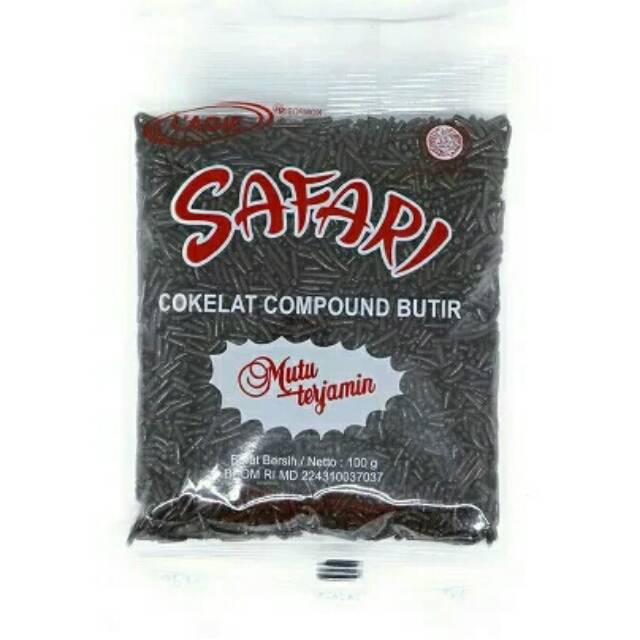 SAFARI
COKELAT COMPOUND BUTIR
Mutu
terjamin
Berat Bersih / Netto : 100 g
BPOM RI MD 224310037037